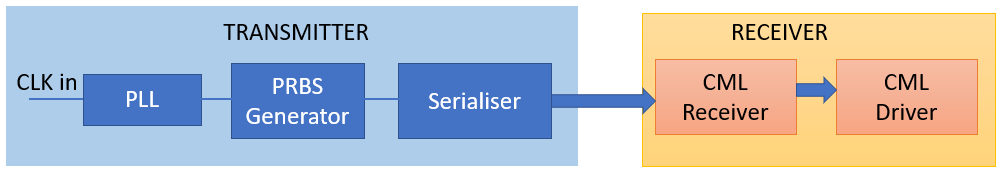 TRANSMITTER
RECEIVER
CLK in
PLL
PRBS
Generator
Serialiser
CML
Receiver
CML
Driver